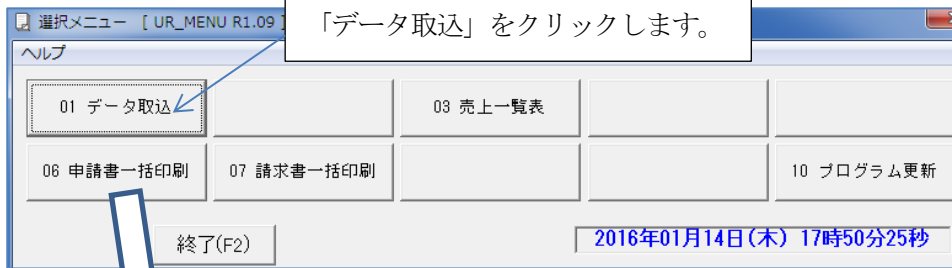 選択メニュー [ UR_MENU R1.09 ]
「データ取込」をクリックします。
ヘルプ
01 データ取込
03 売上一覧表
06 申請書一括印刷
07 請求書一括印刷
10 プログラム更新
終了(F2)
2016年01月14日(木) 17時50分25秒